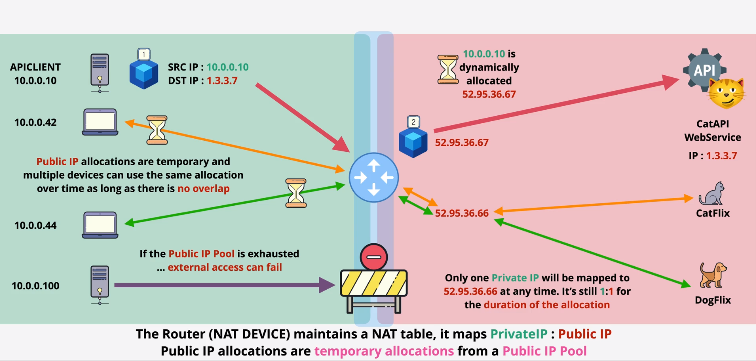 APICLIENT
10.0.0.10
1
SRC IP : 10.0.0.10
DST IP : 1.3.3.7
10.0.0.42
Public IP allocations are temporary and
multiple devices can use the same allocation
over time as long as there is no overlap
10.0.0.44
If the Public IP Pool is exhausted
... external access can fail
10.0.0.100
10.0.0.10 is
dynamically
allocated
52.95.36.67
2
52.95.36.67
API
CatAPI
WebService
IP : 1.3.3.7
52.95.36.66
CatFlix
Only one Private IP will be mapped to
52.95.36.66 at any time. It's still 1:1 for
the duration of the allocation
DogFlix
The Router (NAT DEVICE) maintains a NAT table, it maps PrivateIP : Public IP
Public IP allocations are temporary allocations from a Public IP Pool